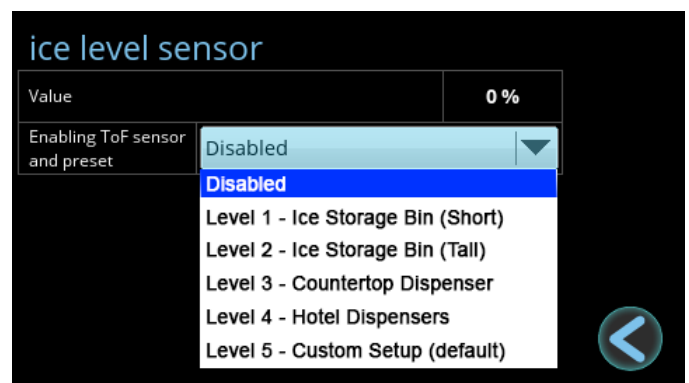 ice level sensor
Value
0 %
Enabling ToF sensor
and preset
Disabled
Disabled
Level 1 - Ice Storage Bin (Short)
Level 2 - Ice Storage Bin (Tall)
Level 3 - Countertop Dispenser
Level 4 - Hotel Dispensers
Level 5 - Custom Setup (default)